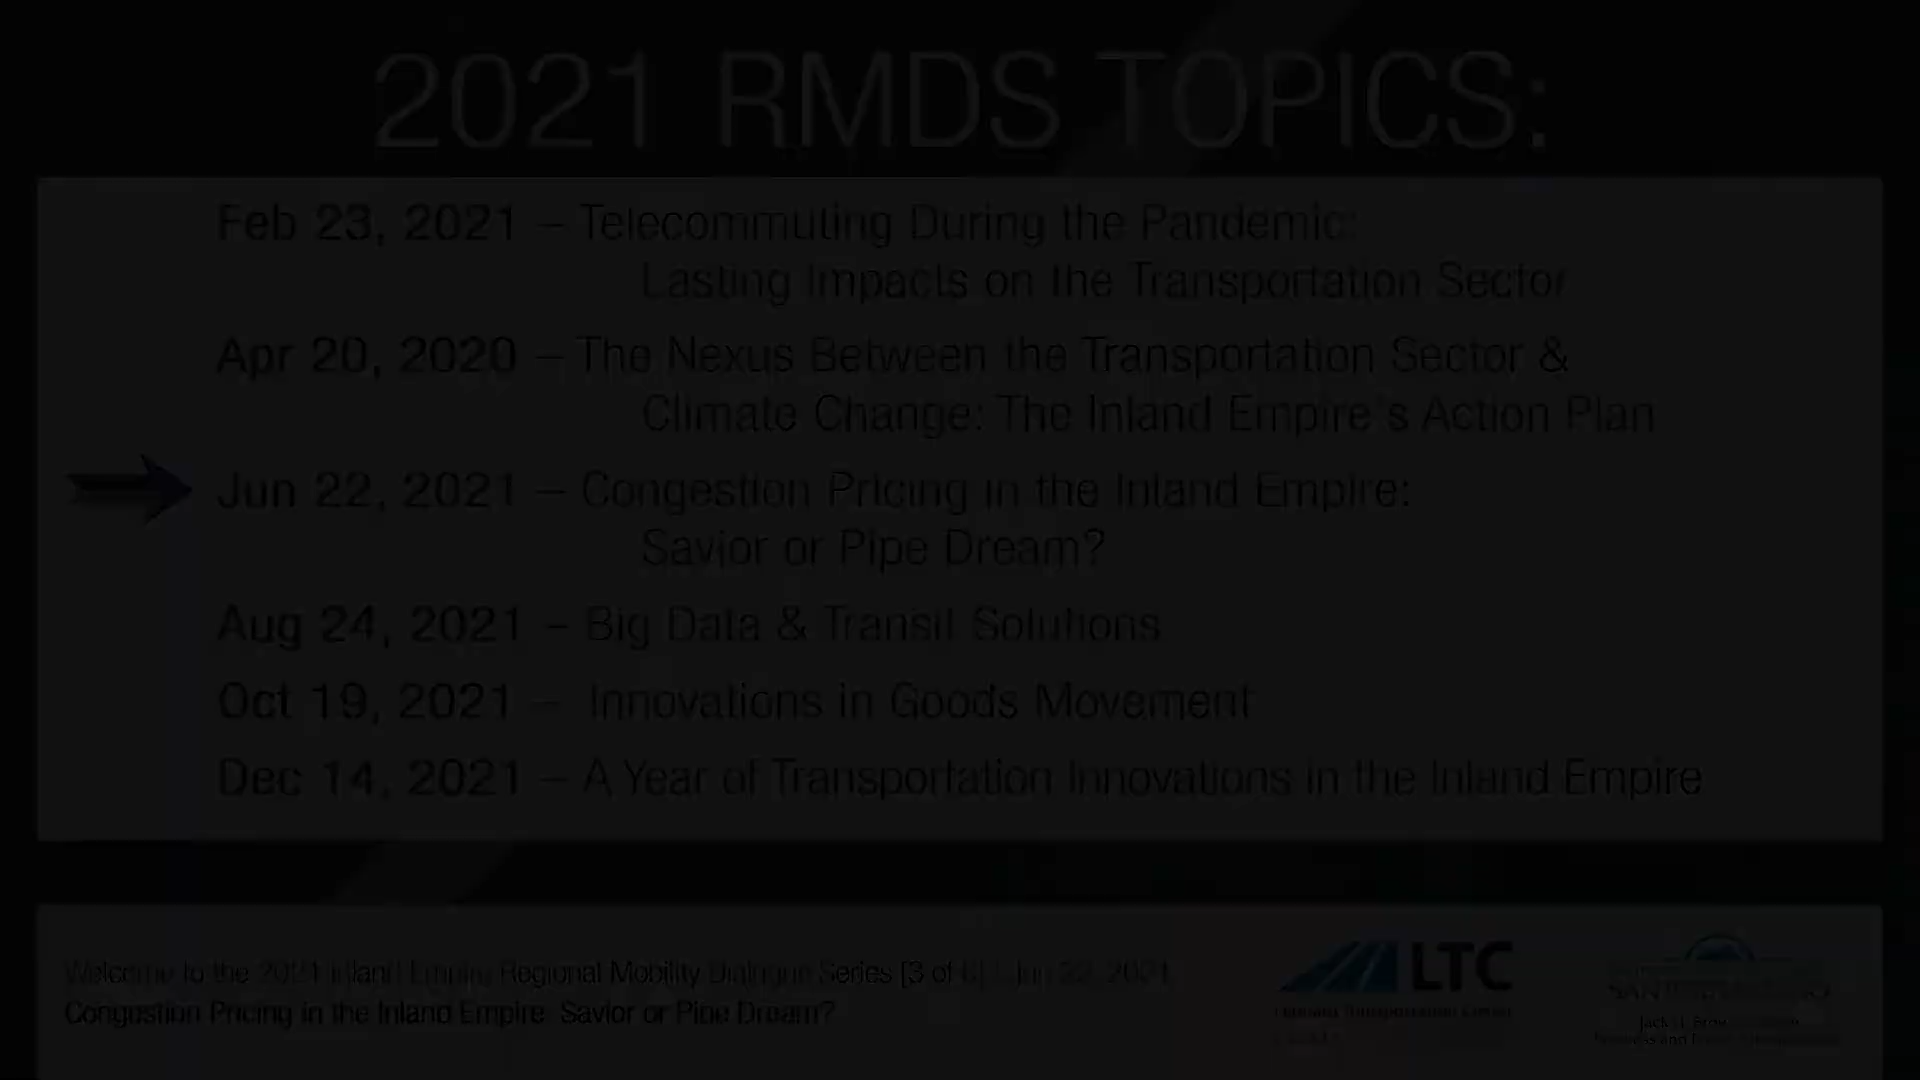 2021 RMDS TOPICS:
Feb 23, 2021 – Telecommuting During the Pandemic:
Lasting Impacts on the Transportation Sector
Apr 20, 2020 – The Nexus Between the Transportation Sector &
Climate Change: The Inland Empire's Action Plan
Jun 22, 2021 – Congestion Pricing in the Inland Empire:
Savior or Pipe Dream?
Aug 24, 2021 – Big Data & Transit Solutions
Oct 19, 2021 – Innovations in Goods Movement
Dec 14, 2021 – A Year of Transportation Innovations in the Inland Empire
Welcome to the 2021 Inland Empire Regional Mobility Dialogue Series [3 of 6] - Jun 22, 2021
Congestion Pricing in the Inland Empire: Savior or Pipe Dream?
LTC